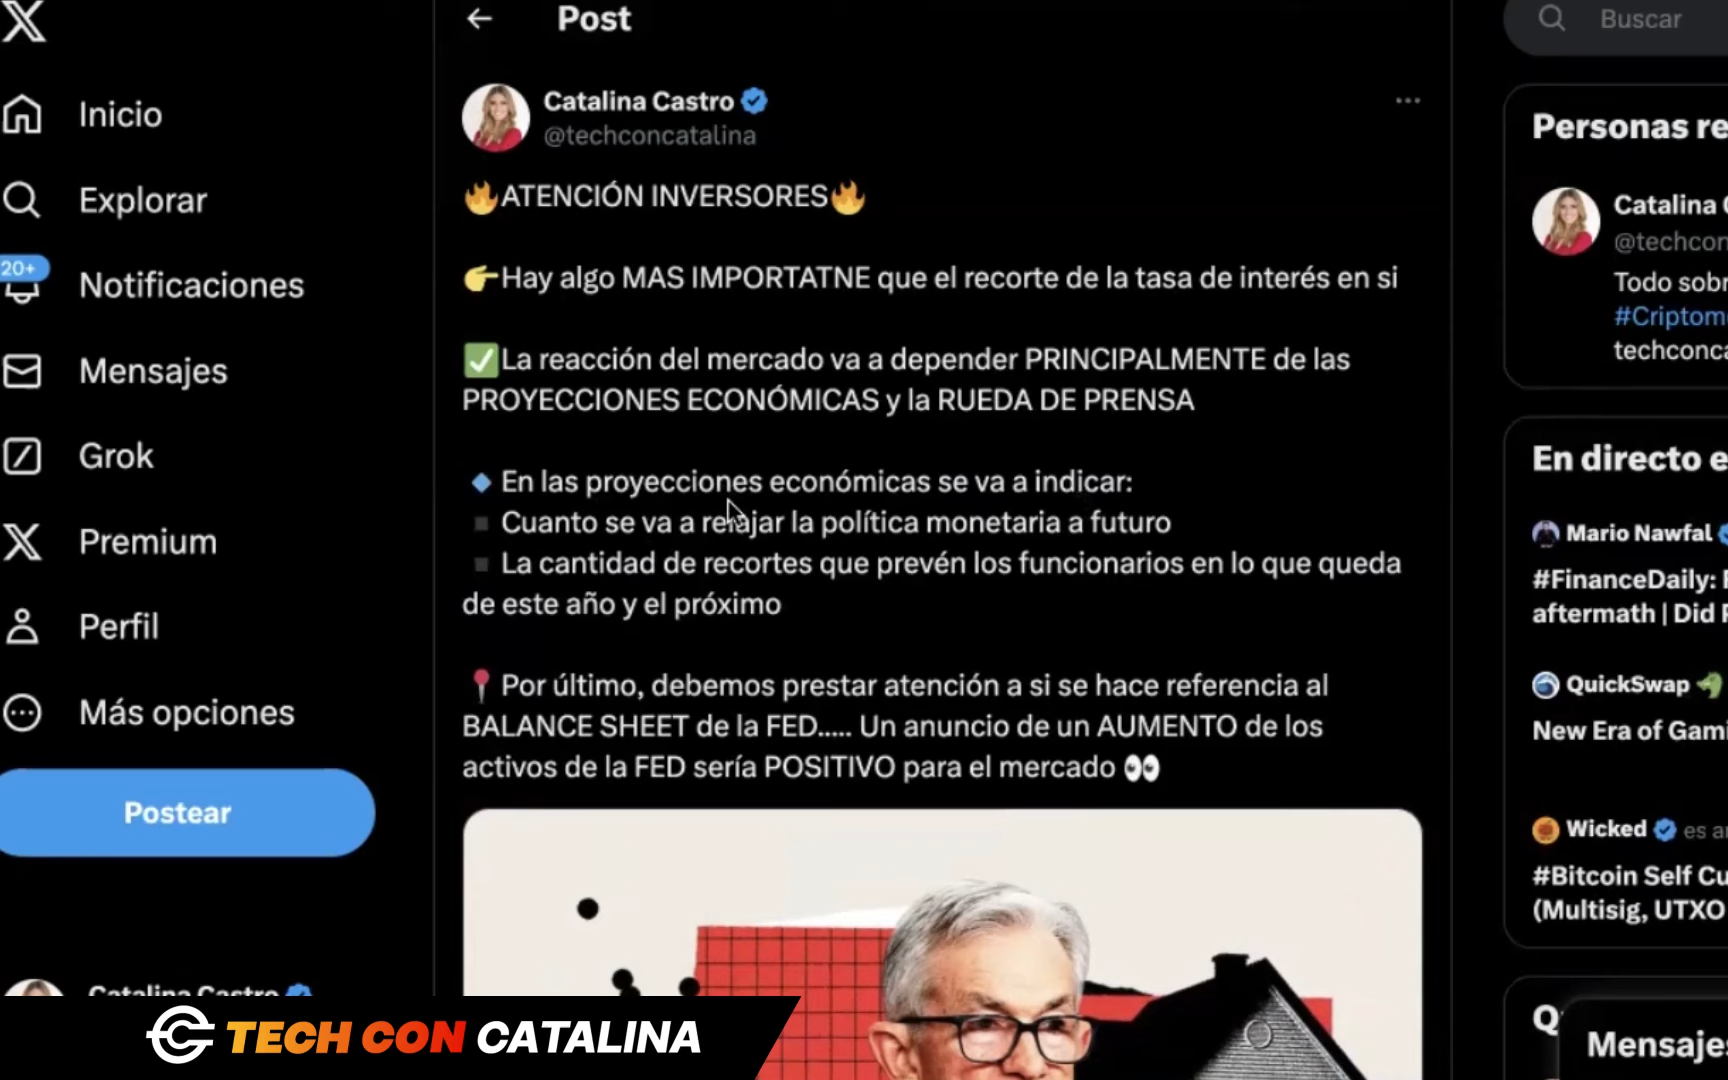 Post
Buscar
Inicio
Explorar
20+
Notificaciones
Mensajes
Grok
Premium
Perfil
Más opciones
Postear
Catalina Castro
Catalina Castro
@techconcatalina
🔥ATENCIÓN INVERSORES🔥
👉Hay algo MAS IMPORTATNE que el recorte de la tasa de interés en si
✅La reacción del mercado va a depender PRINCIPALMENTE de las
PROYECCIONES ECONÓMICAS y la RUEDA DE PRENSA
🔹En las proyecciones económicas se va a indicar:
▪️Cuanto se va a relajar la política monetaria a futuro
▪️La cantidad de recortes que prevén los funcionarios en lo que queda
de este año y el próximo
📍Por último, debemos prestar atención a si se hace referencia al
BALANCE SHEET de la FED..... Un anuncio de un AUMENTO de los
activos de la FED sería POSITIVO para el mercado 👀
Personas re
Catalina
@techcon
Todo sobr
#Criptom
techconca
En directo e
Mario Nawfal
#FinanceDaily:
aftermath | Did
QuickSwap
New Era of Gami
Wicked es a
#Bitcoin Self Cu
(Multisig, UTXO
Mensajes
TECH CON CATALINA